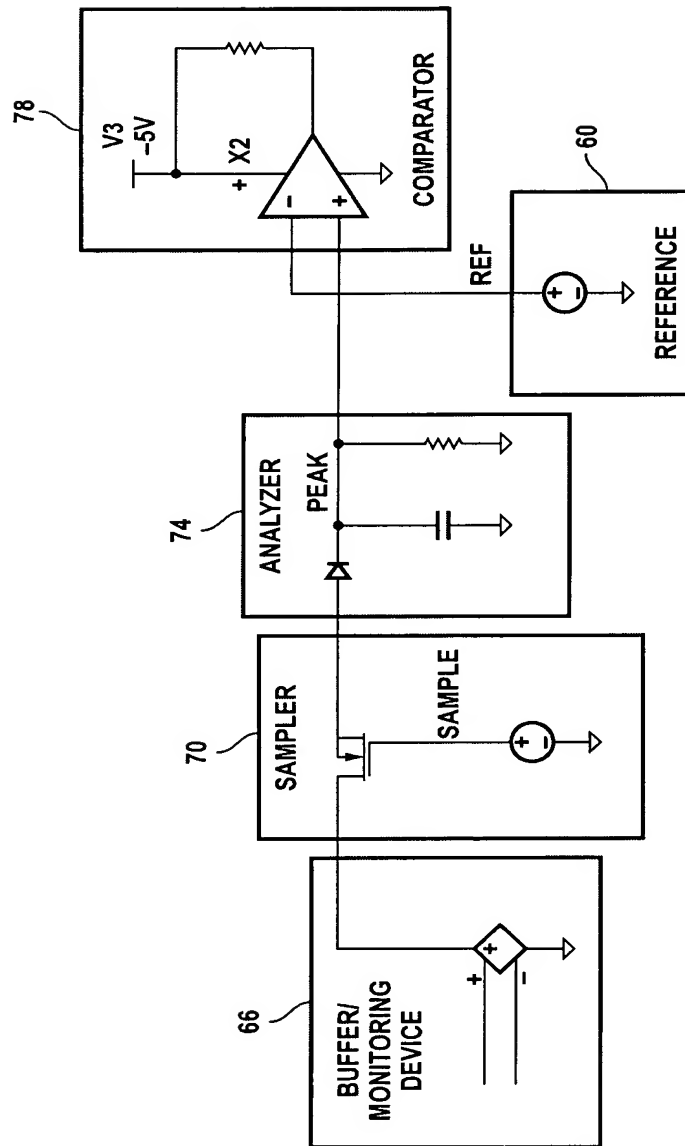 66
BUFFER/
MONITORING
DEVICE
+
−
+
70
SAMPLER
SAMPLE
+
−
74
ANALYZER
PEAK
78
V3
−5V
+
X2
−
+
COMPARATOR
REF
60
+
−
REFERENCE